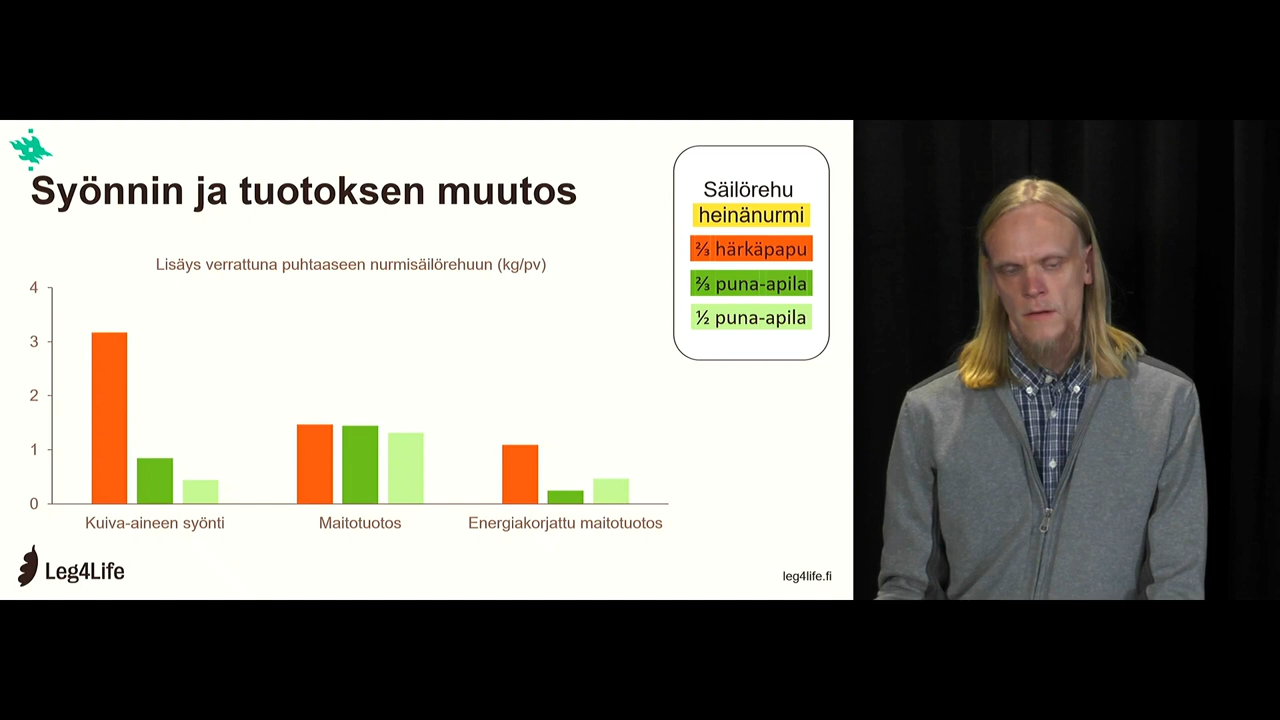 Syönnin ja tuotoksen muutos
Lisäys verrattuna puhtaaseen nurmisäilörehuun (kg/pv)
4
3
2
1
0
Kuiva-aineen syönti
Maitotuotos
Energiakorjattu maitotuotos
Säilörehu
heinänurmi
⅔ härkäpapu
⅔ puna-apila
½ puna-apila
Leg4Life
leg4life.fi